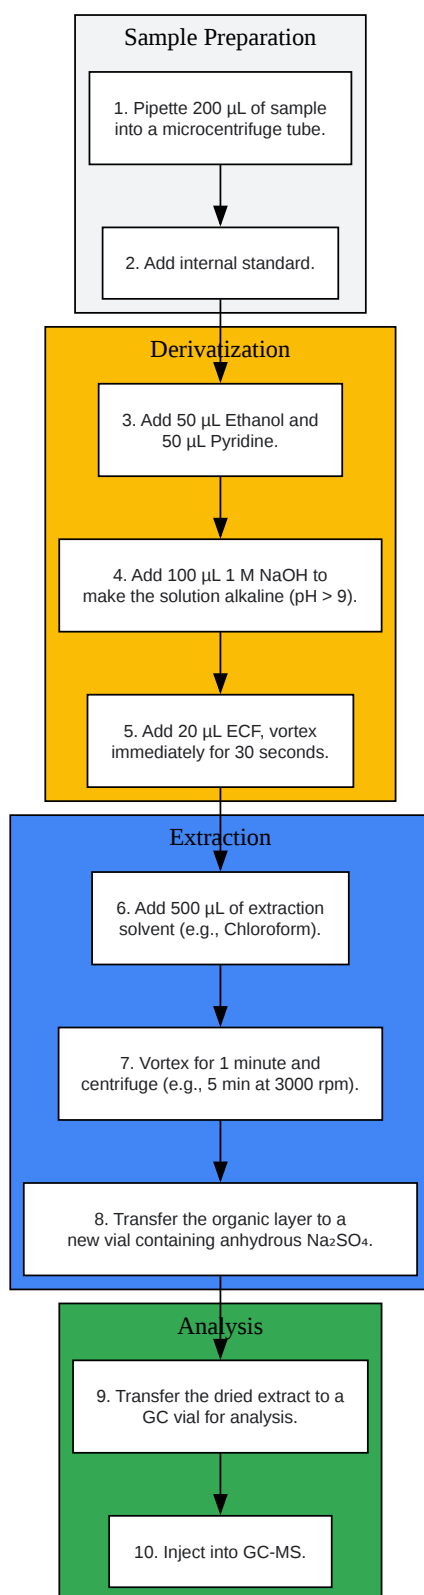 Sample Preparation
1. Pipette 200 µL of sample
into a microcentrifuge tube.
2. Add internal standard.
Derivatization
3. Add 50 µL Ethanol and
50 µL Pyridine.
4. Add 100 µL 1 M NaOH to
make the solution alkaline (pH > 9).
5. Add 20 µL ECF, vortex
immediately for 30 seconds.
Extraction
6. Add 500 µL of extraction
solvent (e.g., Chloroform).
7. Vortex for 1 minute and
centrifuge (e.g., 5 min at 3000 rpm).
8. Transfer the organic layer to a
new vial containing anhydrous Na₂SO₄.
Analysis
9. Transfer the dried extract to a
GC vial for analysis.
10. Inject into GC-MS.